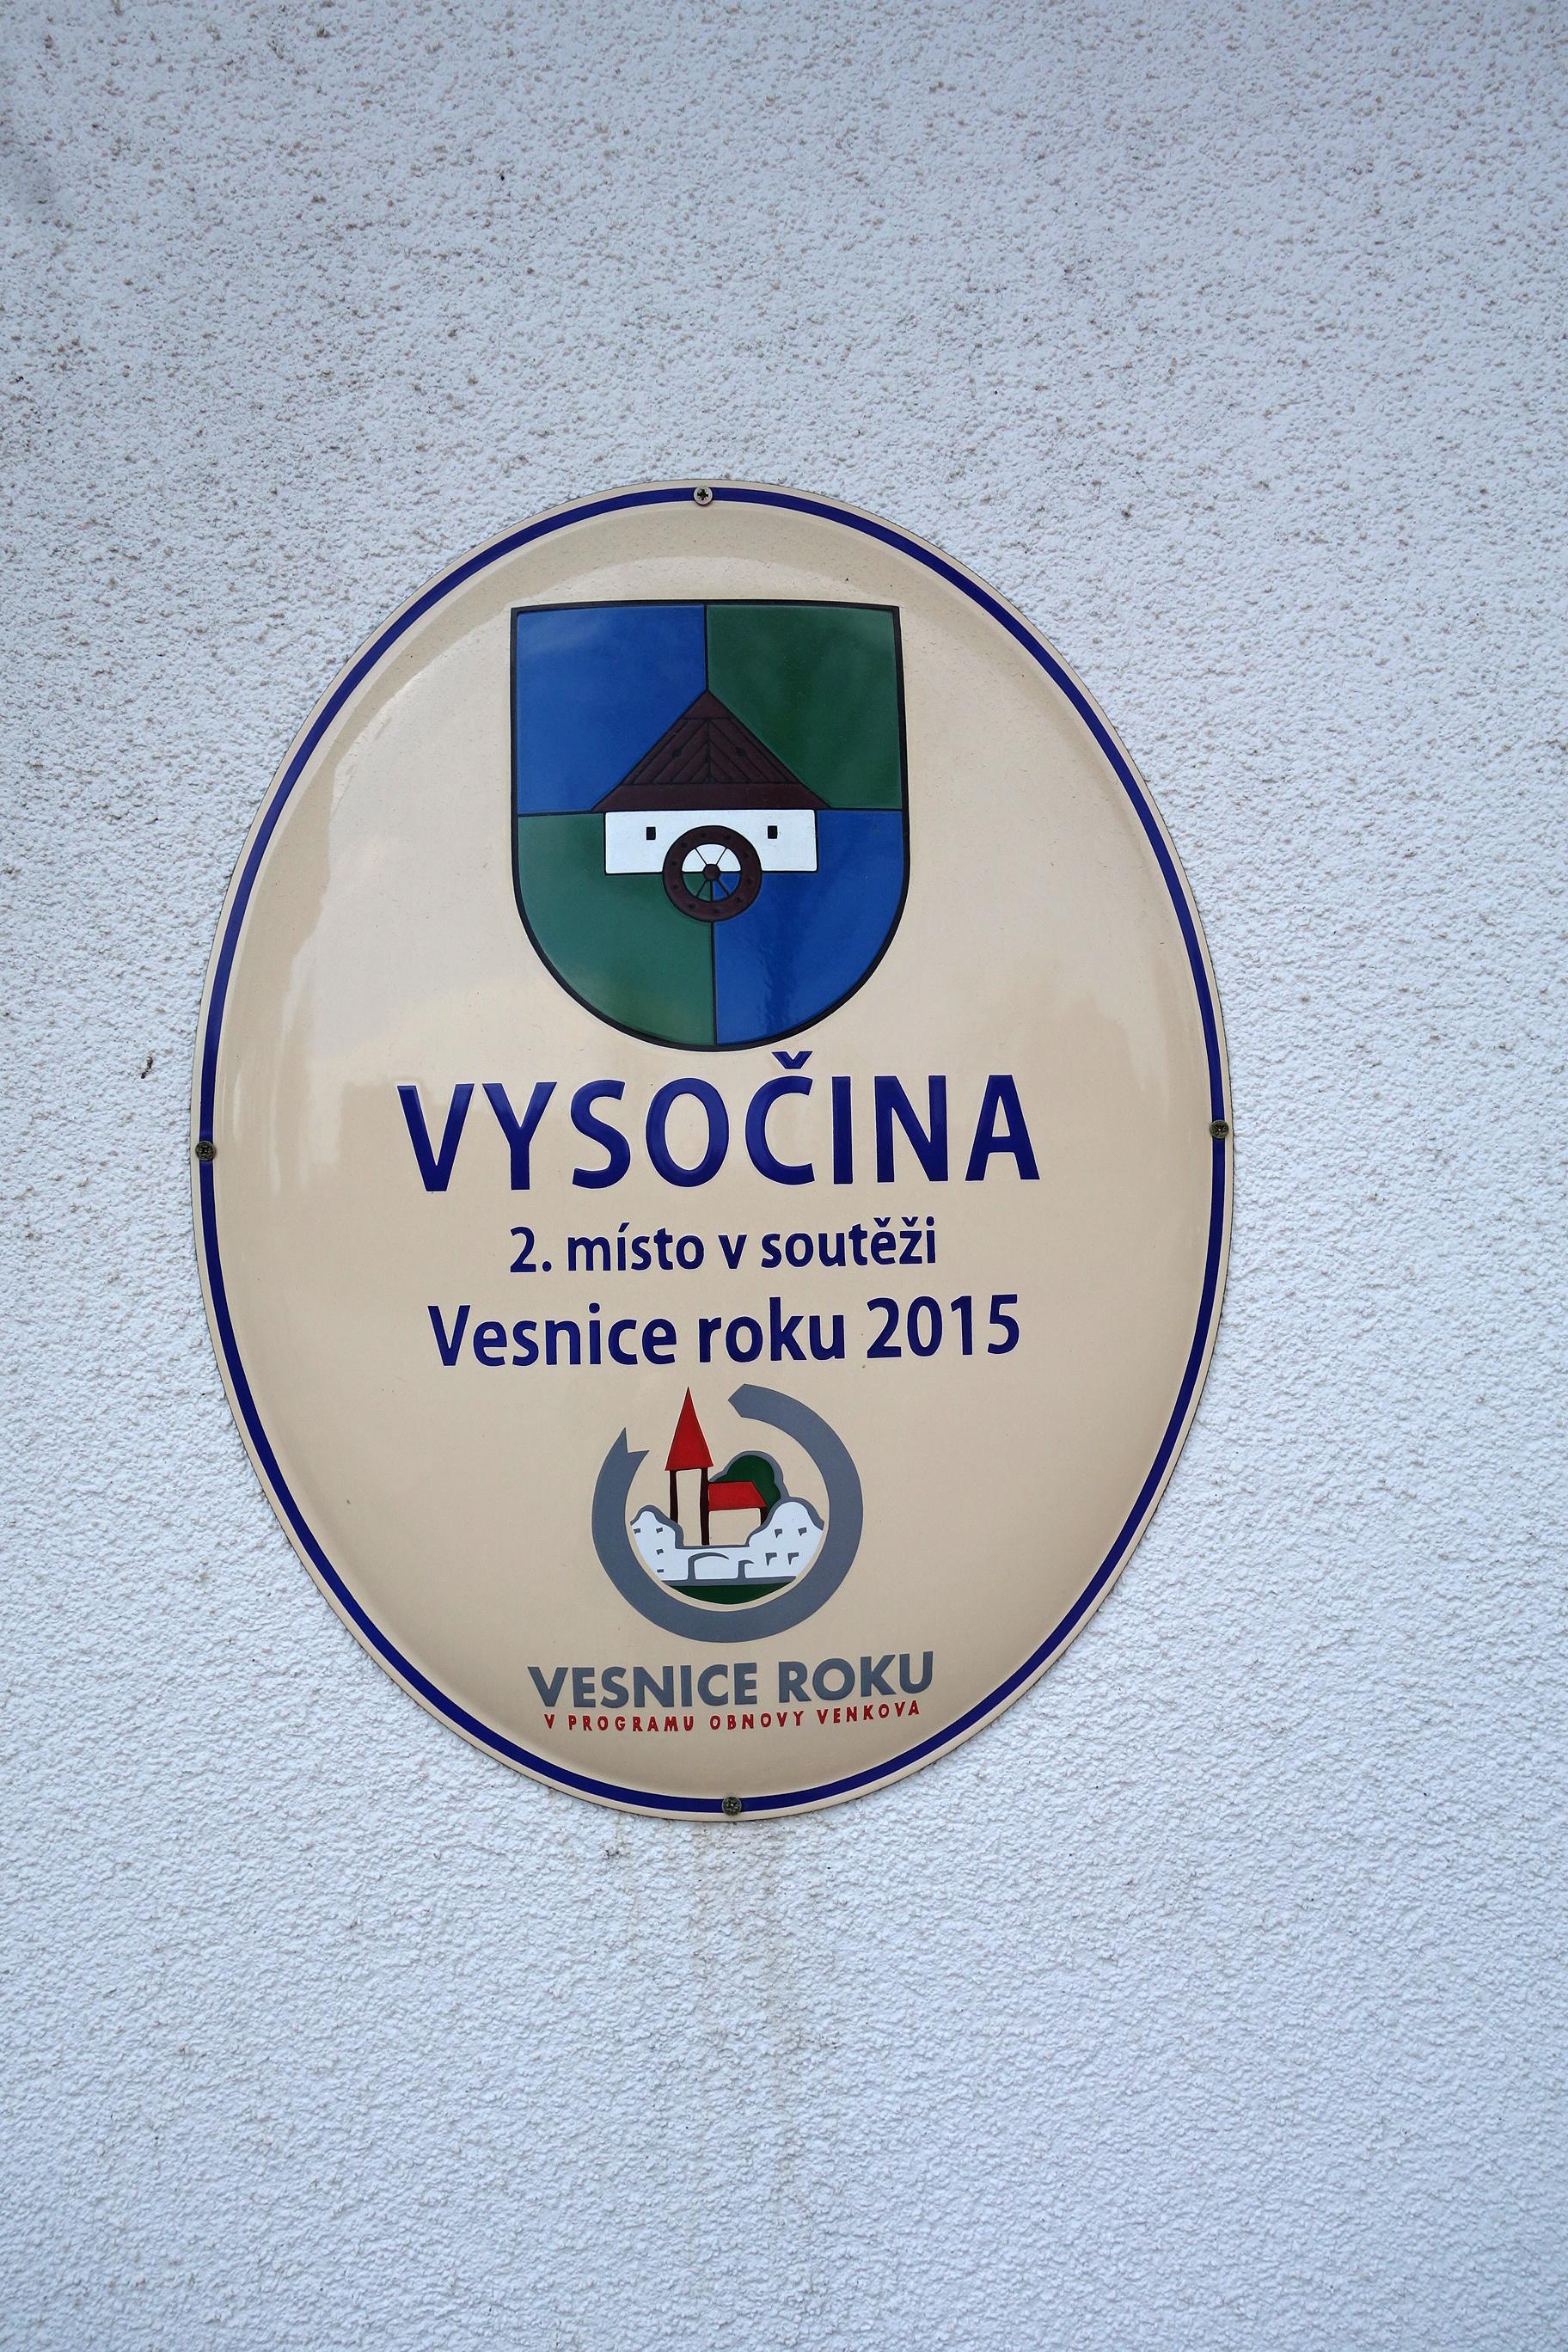 VYSOČINA
2. místo v soutěži
Vesnice roku 2015
VESNICE ROKU
V PROGRAMU OBNOVY VENKOVA